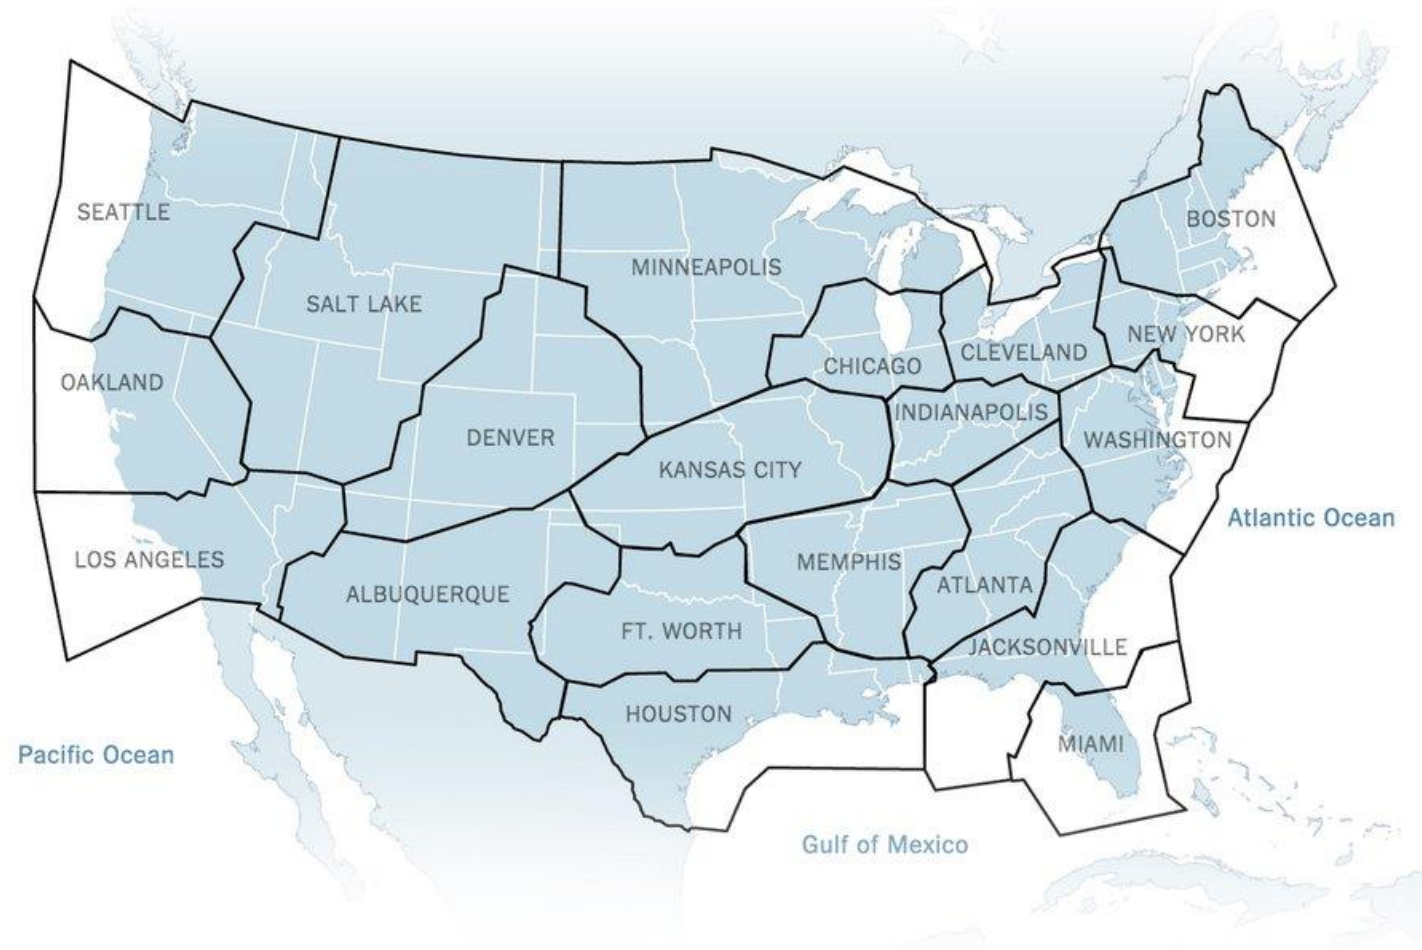 SEATTLE
BOSTON
MINNEAPOLIS
SALT LAKE
NEW YORK
CLEVELAND
CHICAGO
OAKLAND
INDIANAPOLIS
DENVER
WASHINGTON
KANSAS CITY
Atlantic Ocean
LOS ANGELES
MEMPHIS
ATLANTA
ALBUQUERQUE
FT. WORTH
JACKSONVILLE
HOUSTON
MIAMI
Pacific Ocean
Gulf of Mexico